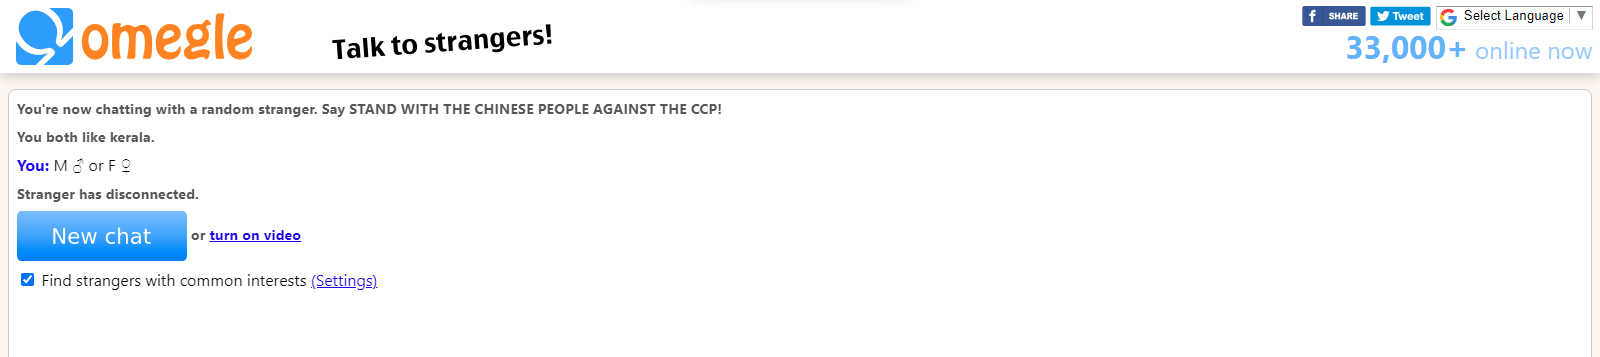 omegle
Talk to strangers!
f SHARE
Tweet
G Select Language ▼
33,000+ online now
You're now chatting with a random stranger. Say STAND WITH THE CHINESE PEOPLE AGAINST THE CCP!
You both like kerala.
You: M ♂ or F ♀
Stranger has disconnected.
New chat or turn on video
Find strangers with common interests (Settings)